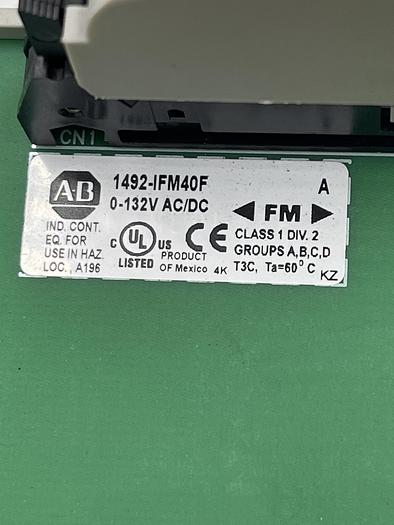 CN1
AB
1492-IFM40F
A
0-132V AC/DC
◄ FM ►
IND. CONT.
EQ. FOR
USE IN HAZ.
LOC., A196
C UL US
LISTED
CE
PRODUCT
OF Mexico 4K
CLASS 1 DIV. 2
GROUPS A,B,C,D
T3C, Ta=60° C
KZ